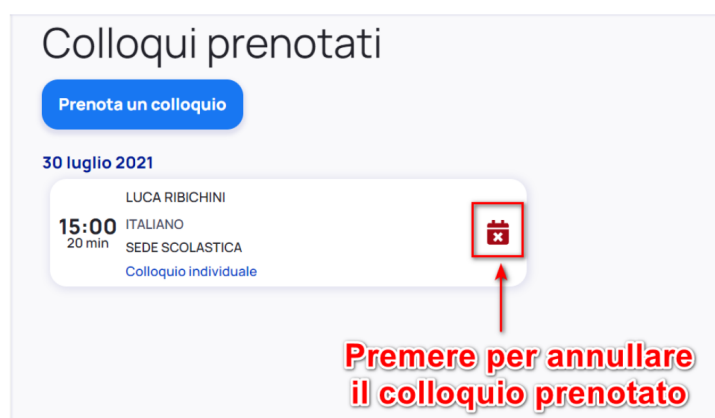 Colloqui prenotati
Prenota un colloquio
30 luglio 2021
LUCA RIBICHINI
15:00 ITALIANO
20 min SEDE SCOLASTICA
Colloquio individuale
Premere per annullare
il colloquio prenotato